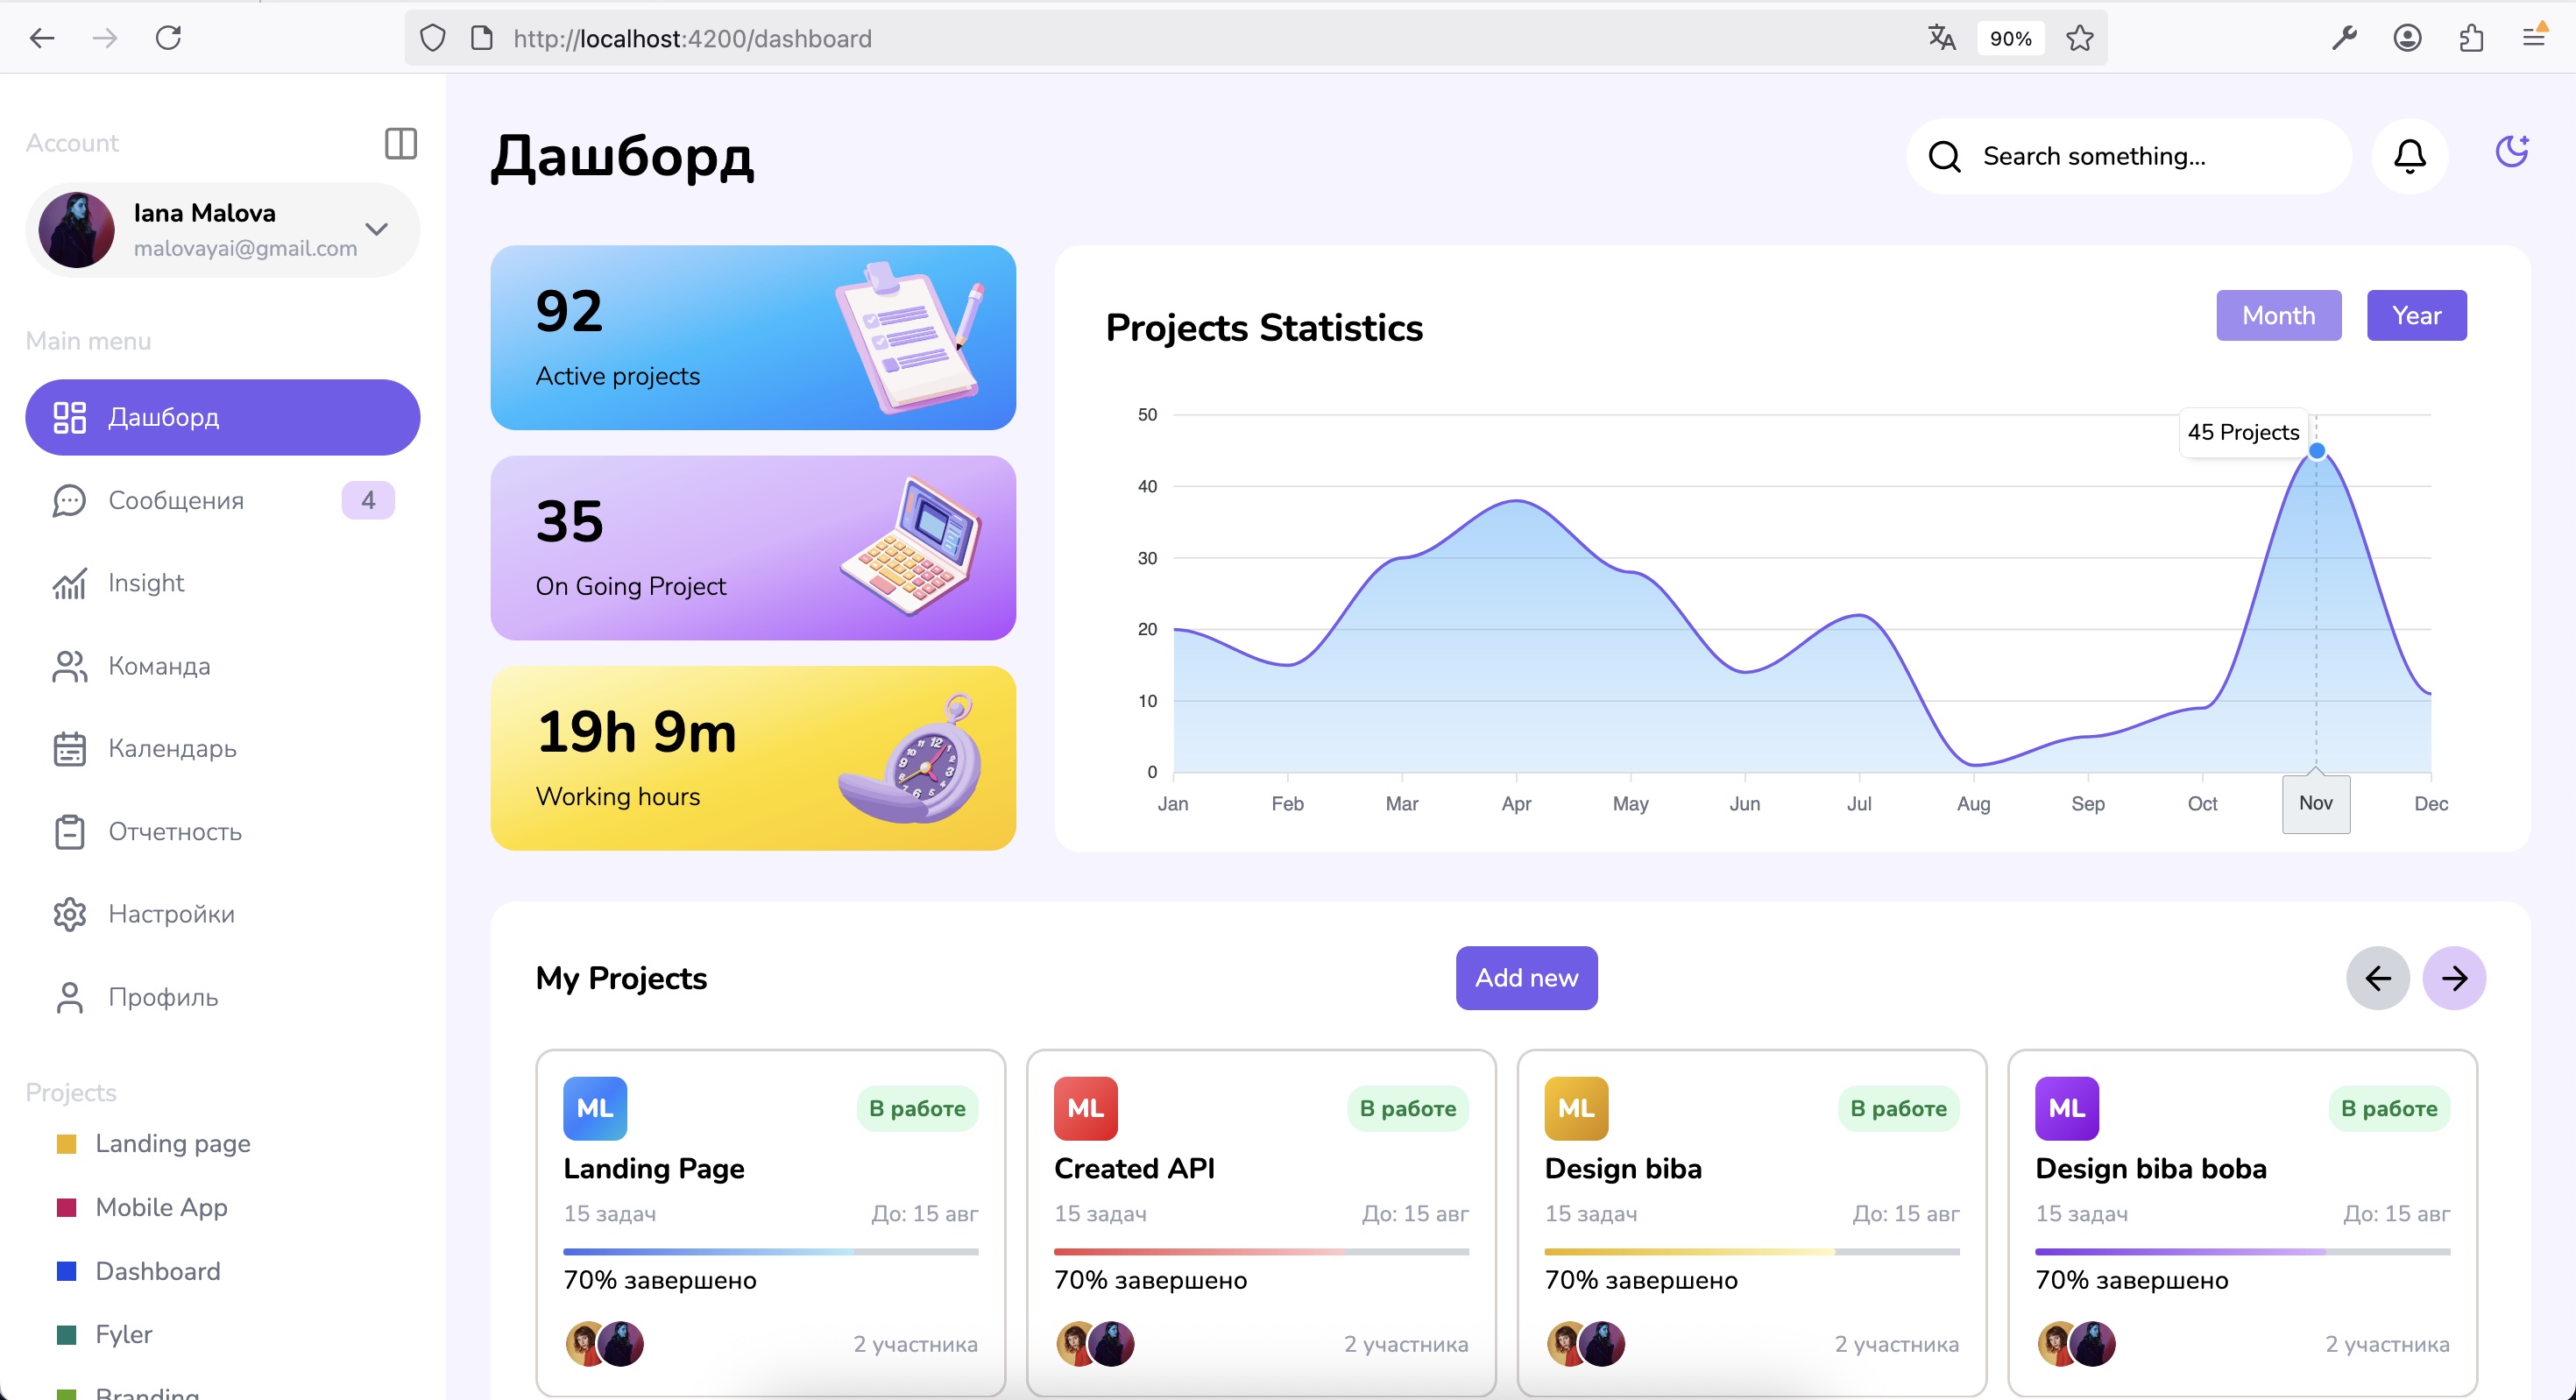 http://localhost:4200/dashboard
90%
Account
Iana Malova
malovayai@gmail.com
Main menu
Дашборд
Сообщения 4
Insight
Команда
Календарь
Отчетность
Настройки
Профиль
Projects
Landing page
Mobile App
Dashboard
Fyler
Branding
Дашборд
Search something...
92
Active projects
35
On Going Project
19h 9m
Working hours
Projects Statistics
Month Year
50
40
30
20
10
0
45 Projects
Jan Feb Mar Apr May Jun Jul Aug Sep Oct Nov Dec
My Projects
Add new
ML В работе
Landing Page
15 задач До: 15 авг
70% завершено
2 участника
ML В работе
Created API
15 задач До: 15 авг
70% завершено
2 участника
ML В работе
Design biba
15 задач До: 15 авг
70% завершено
2 участника
ML В работе
Design biba boba
15 задач До: 15 авг
70% завершено
2 участника